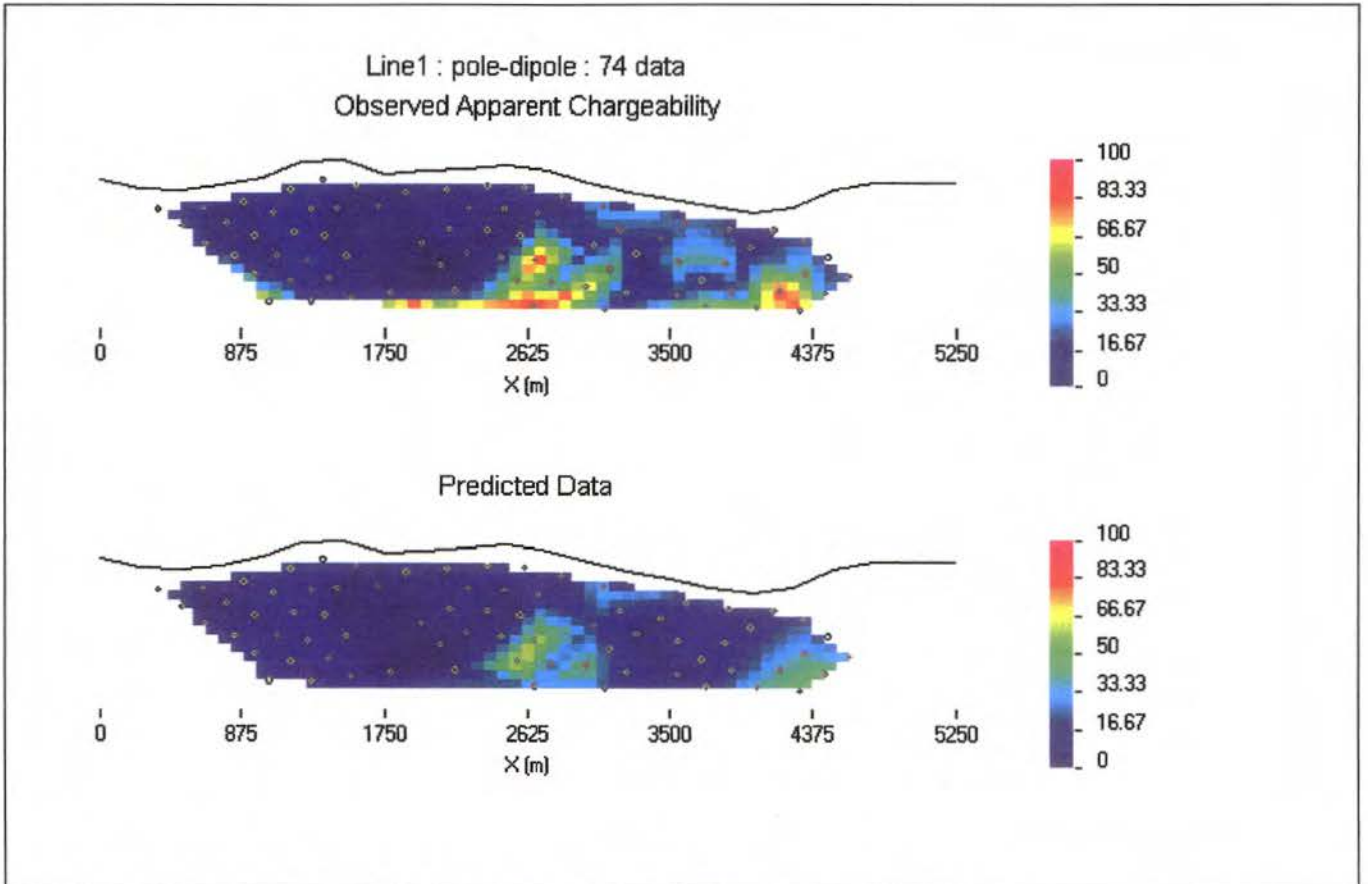 Line1 : pole-dipole : 74 data
Observed Apparent Chargeability
100
83.33
66.67
50
33.33
16.67
0
0 875 1750 2625 3500 4375 5250
X (m)
Predicted Data
100
83.33
66.67
50
33.33
16.67
0
0 875 1750 2625 3500 4375 5250
X (m)